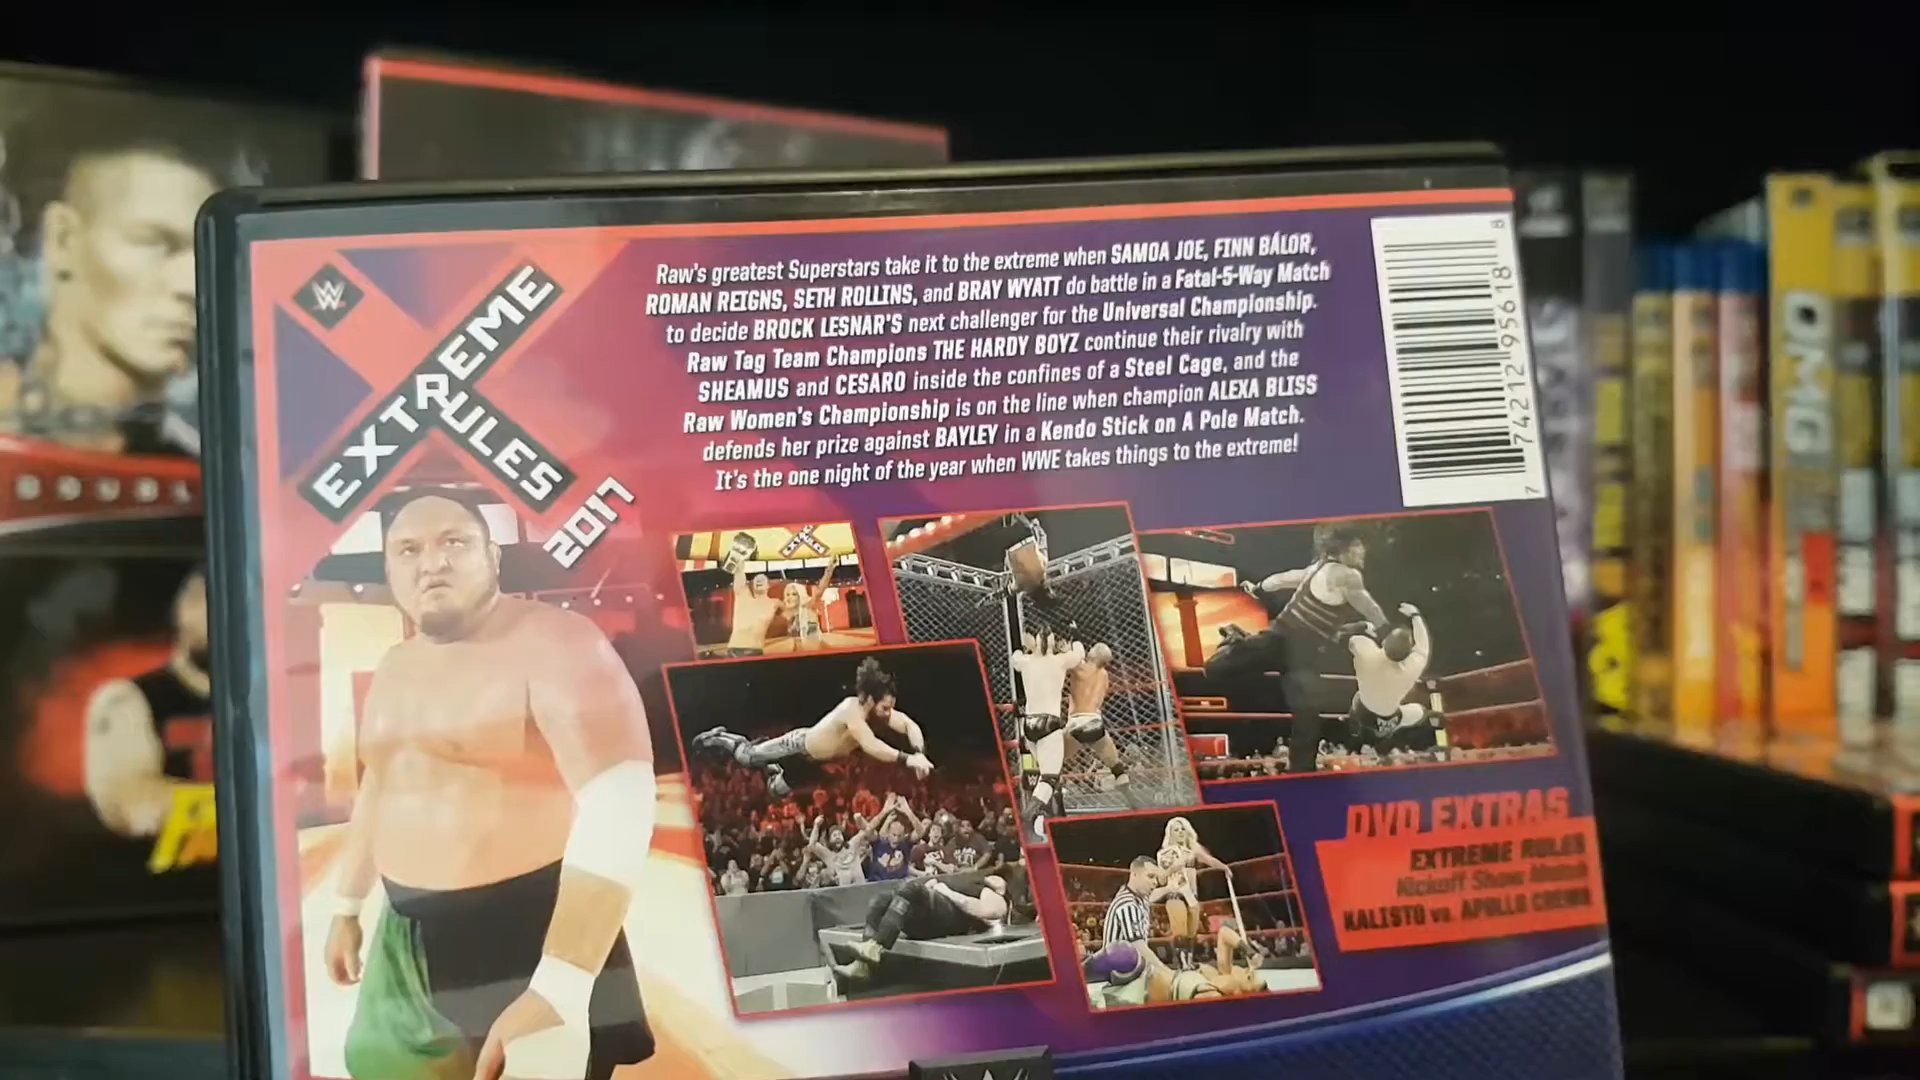 Raw's greatest Superstars take it to the extreme when SAMOA JOE, FINN BÁLOR,
ROMAN REIGNS, SETH ROLLINS, and BRAY WYATT do battle in a Fatal-5-Way Match
to decide BROCK LESNAR'S next challenger for the Universal Championship.
Raw Tag Team Champions THE HARDY BOYZ continue their rivalry with
SHEAMUS and CESARO inside the confines of a Steel Cage, and the
Raw Women's Championship is on the line when champion ALEXA BLISS
defends her prize against BAYLEY in a Kendo Stick on A Pole Match.
It's the one night of the year when WWE takes things to the extreme!
W
EXTREME
RULES
2017
7 4212 95618 8
DVD EXTRAS
EXTREME RULES
Kickoff Show Match
KALISTO vs. APOLLO CREWS
DOUBL
OMG